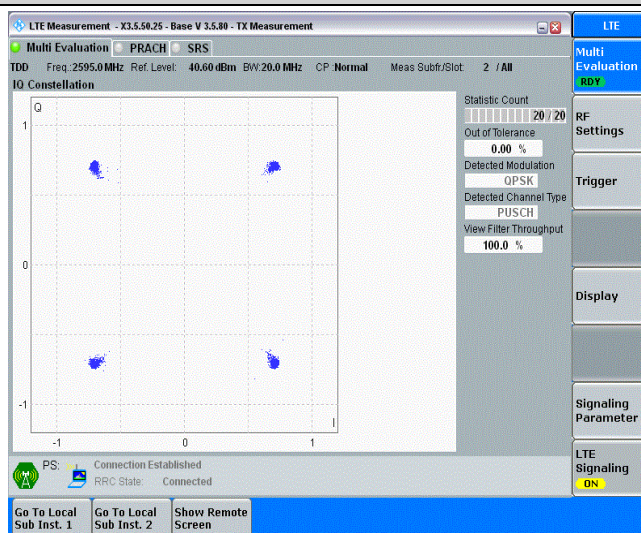 LTE Measurement - X3.5.50.25 - Base V 3.5.80 - TX Measurement
LTE
Multi Evaluation PRACH SRS
Multi
Evaluation
RDY
TDD Freq.:2595.0 MHz Ref. Level: 40.60 dBm BW:20.0 MHz CP :Normal Meas Subfr./Slot: 2 / All
IQ Constellation
Q
1
0
-1
-1
0
1
I
Statistic Count
20 / 20
Out of Tolerance
0.00 %
Detected Modulation
QPSK
Detected Channel Type
PUSCH
View Filter Throughput
100.0 %
RF
Settings
Trigger
Display
Signaling
Parameter
LTE
Signaling
ON
PS: Connection Established
RRC State: Connected
Go To Local
Sub Inst. 1
Go To Local
Sub Inst. 2
Show Remote
Screen